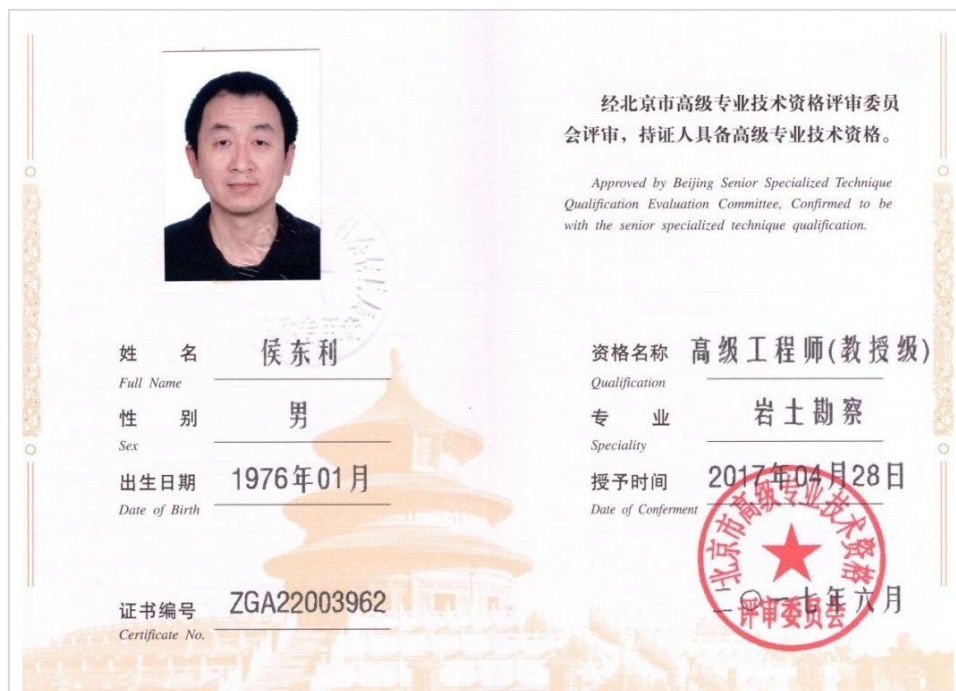 经北京市高级专业技术资格评审委员
会评审，持证人具备高级专业技术资格。
Approved by Beijing Senior Specialized Technique
Qualification Evaluation Committee, Confirmed to be
with the senior specialized technique qualification.
姓 名 侯东利
Full Name
性 别 男
Sex
出生日期 1976年01月
Date of Birth
证书编号 ZGA22003962
Certificate No.
资格名称 高级工程师(教授级)
Qualification
专 业 岩土勘察
Speciality
授予时间 2017年04月28日
Date of Conferment
北京市高级专业技术资格
评审委员会
二〇一七年六月